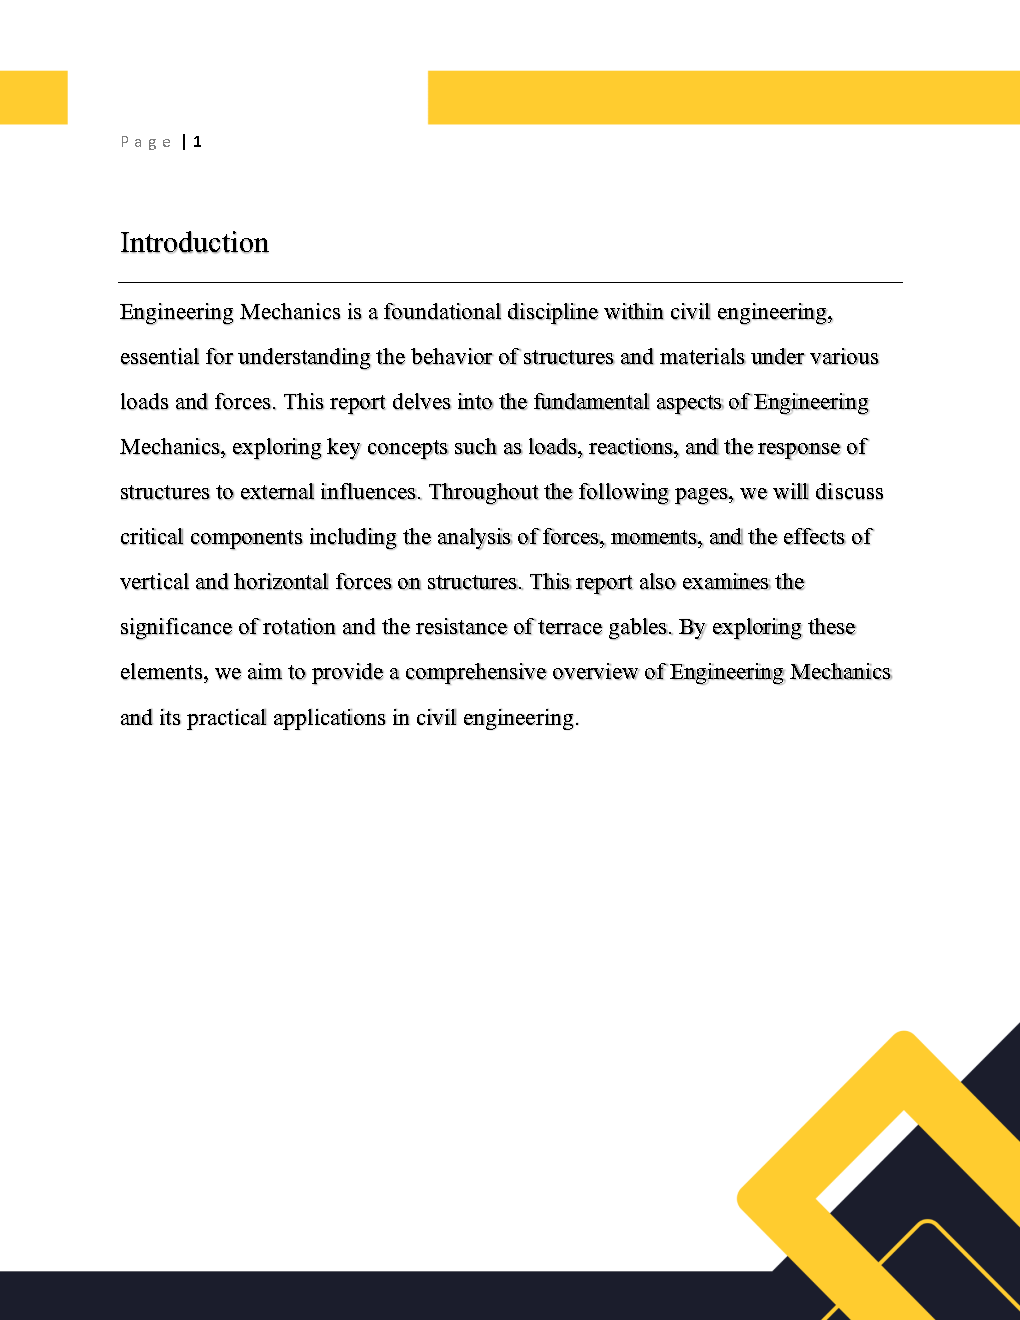 Page | 1
Introduction
Engineering Mechanics is a foundational discipline within civil engineering,
essential for understanding the behavior of structures and materials under various
loads and forces. This report delves into the fundamental aspects of Engineering
Mechanics, exploring key concepts such as loads, reactions, and the response of
structures to external influences. Throughout the following pages, we will discuss
critical components including the analysis of forces, moments, and the effects of
vertical and horizontal forces on structures. This report also examines the
significance of rotation and the resistance of terrace gables. By exploring these
elements, we aim to provide a comprehensive overview of Engineering Mechanics
and its practical applications in civil engineering.